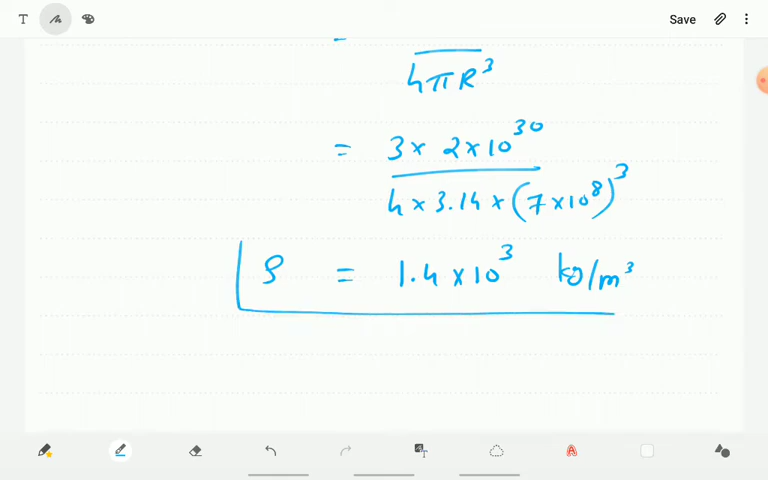 T Save
=
4πR³
= 3 × 2 × 10³⁰
4 × 3.14 × (7 × 10⁸)³
ρ = 1.4 × 10³ kg/m³